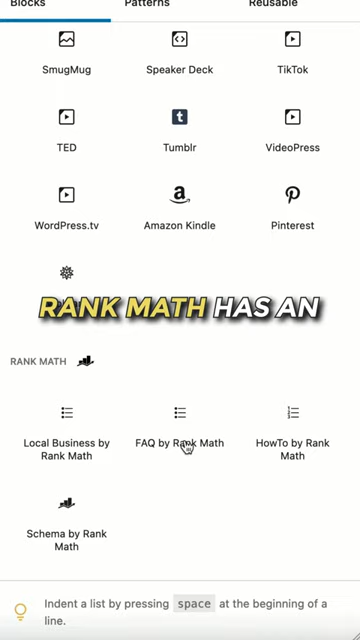 Blocks Patterns Reusable
SmugMug Speaker Deck TikTok
TED Tumblr VideoPress
WordPress.tv Amazon Kindle Pinterest
RANK MATH HAS AN
RANK MATH
Local Business by Rank Math
FAQ by Rank Math
HowTo by Rank Math
Schema by Rank Math
Indent a list by pressing space at the beginning of a
line.